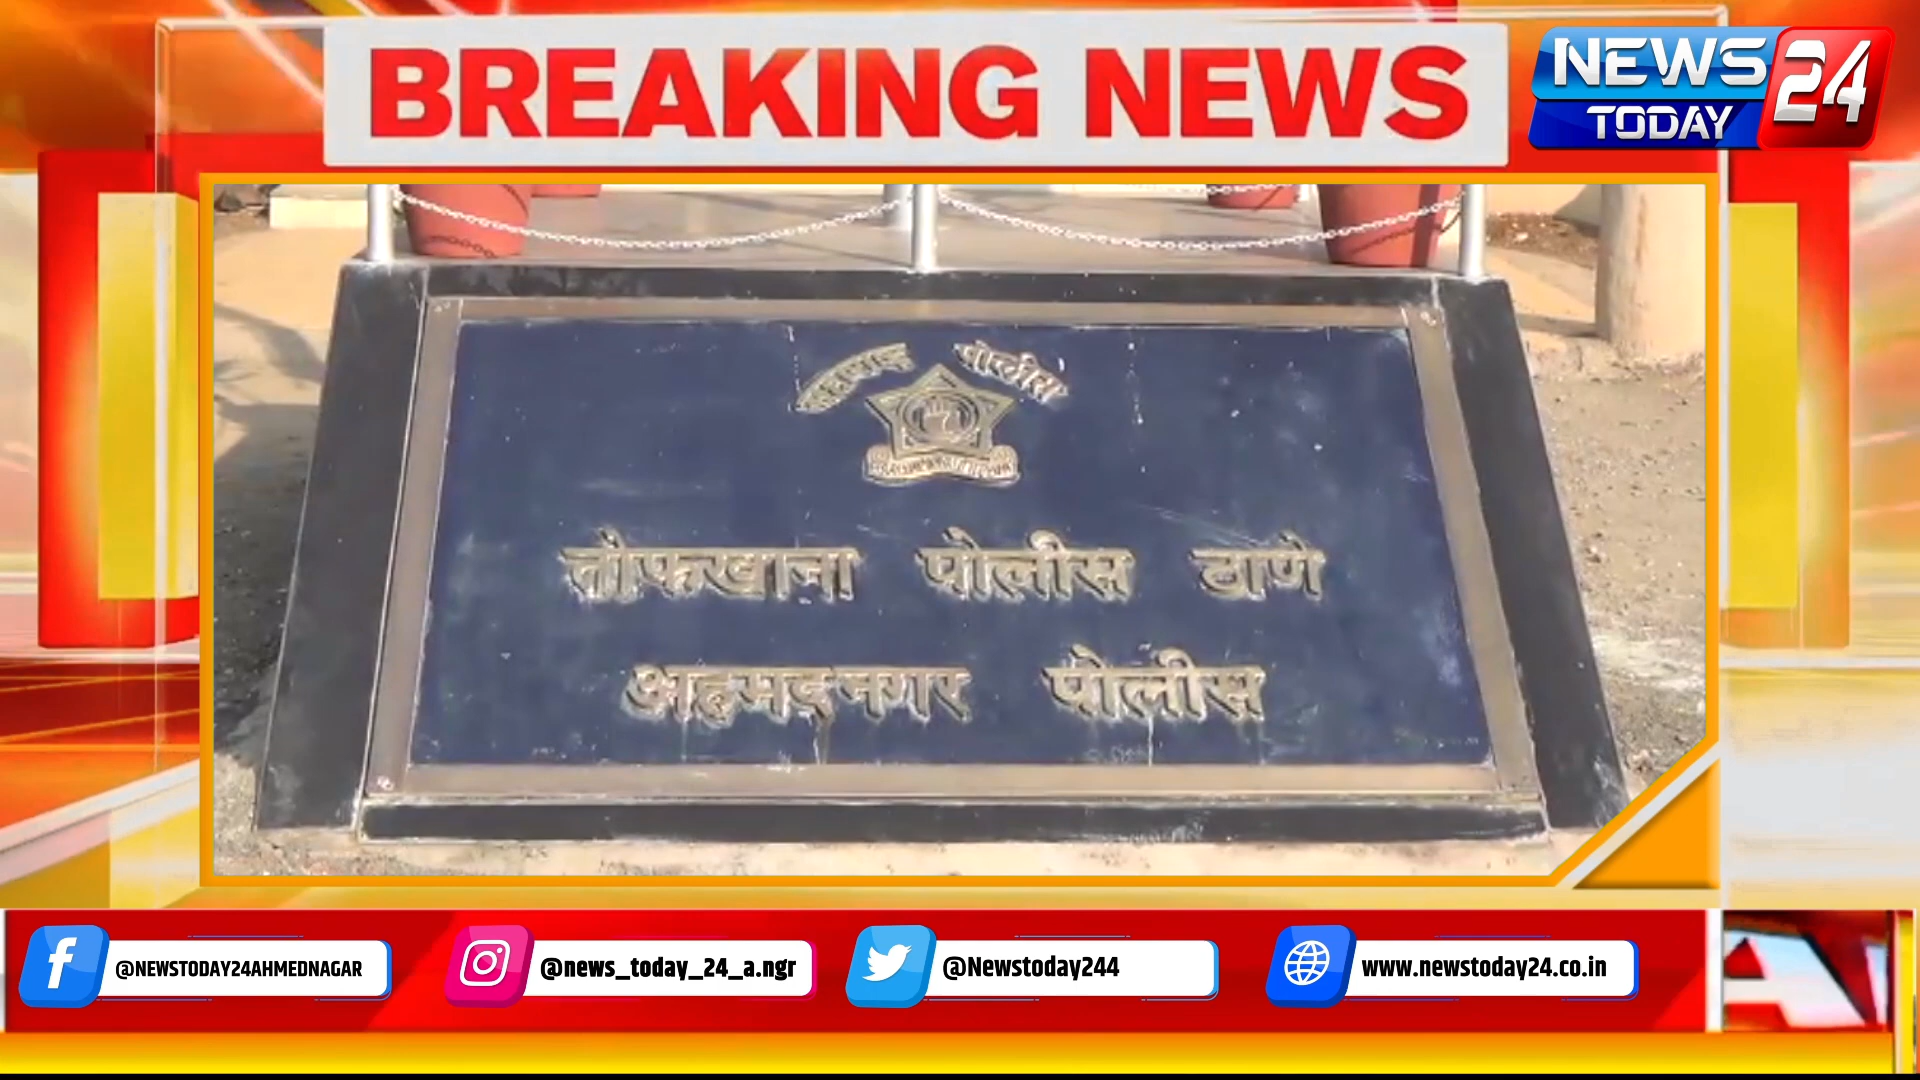 BREAKING NEWS
NEWS
TODAY
24
महाराष्ट्र पोलीस
तोफखाना पोलीस ठाणे
अहमदनगर पोलीस
@NEWSTODAY24AHMEDNAGAR
@news_today_24_a.ngr
@Newstoday244
www.newstoday24.co.in